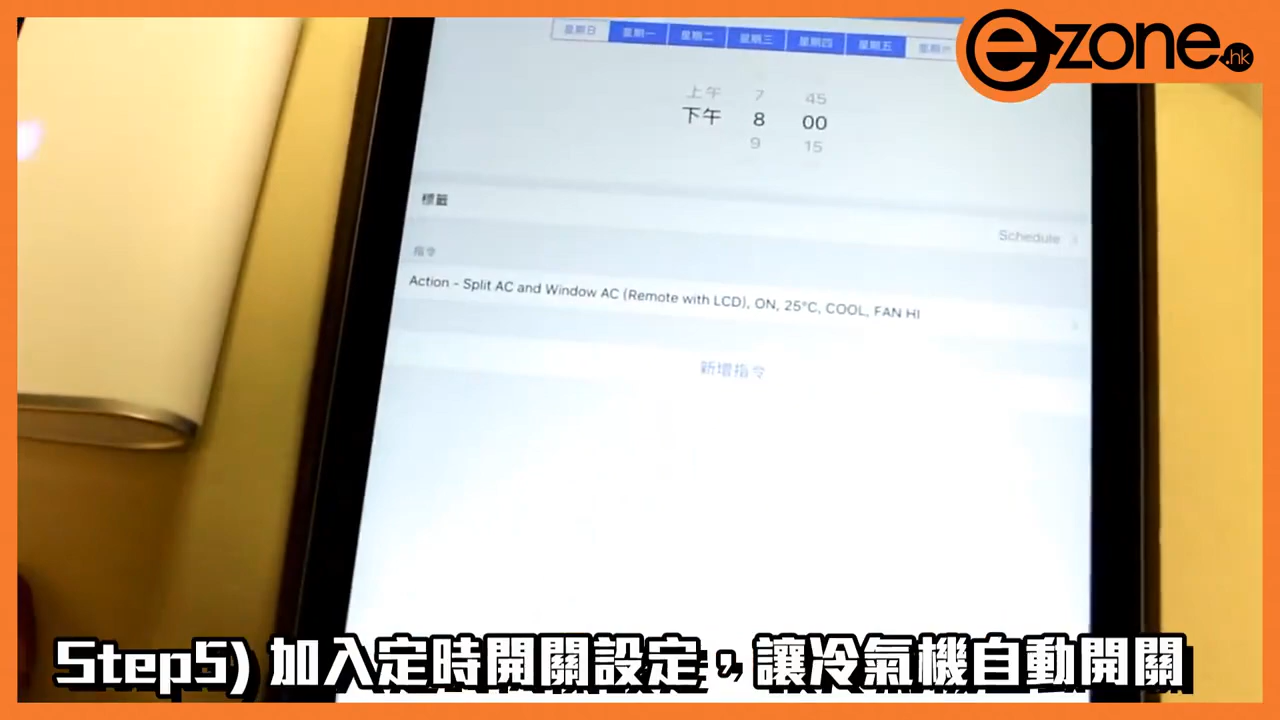 ezone.hk
星期日 星期一 星期二 星期三 星期四 星期五 星期六
上午 7 45
下午 8 00
9 15
標籤
Schedule
指令
Action - Split AC and Window AC (Remote with LCD), ON, 25°C, COOL, FAN HI
新增指令
Step5) 加入定時開關設定，讓冷氣機自動開關